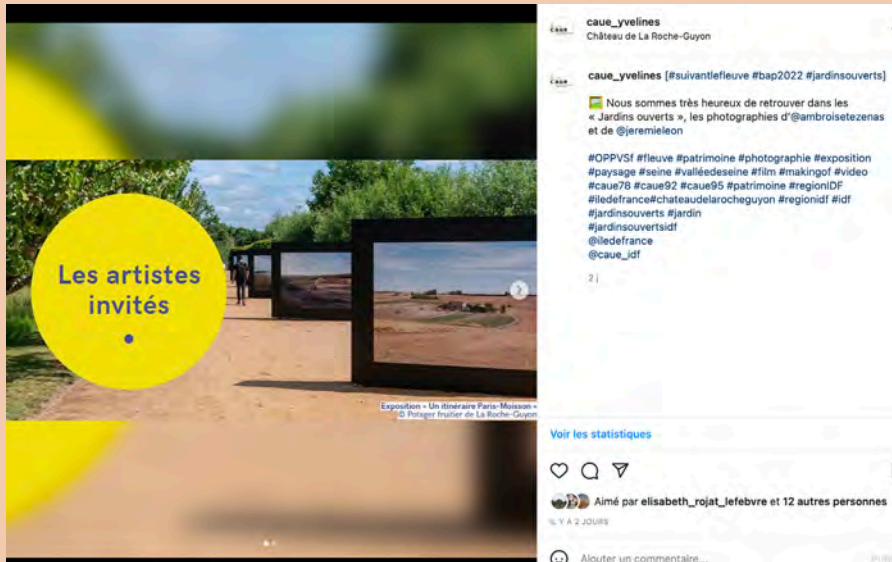 Les artistes
invités
Exposition « Un itinéraire Paris-Moisson »
© Potager fruitier de La Roche-Guyon
caue_yvelines
Château de La Roche-Guyon
caue_yvelines [#suivantlefleuve #bap2022 #jardinsouverts]
Nous sommes très heureux de retrouver dans les
« Jardins ouverts », les photographies d'@ambroisetezenas
et de @jeremieleon
#OPPVSf #fleuve #patrimoine #photographie #exposition
#paysage #seine #valléedeseine #film #makingof #video
#caue78 #caue92 #caue95 #patrimoine #regionIDF
#iledefrance#chateaudelarocheguyon #regionidf #idf
#jardinsouverts #jardin
#jardinsouvertsidf
@iledefrance
@caue_idf
2 j
Voir les statistiques
Aimé par elisabeth_rojat_lefebvre et 12 autres personnes
IL Y A 2 JOURS
Ajouter un commentaire...